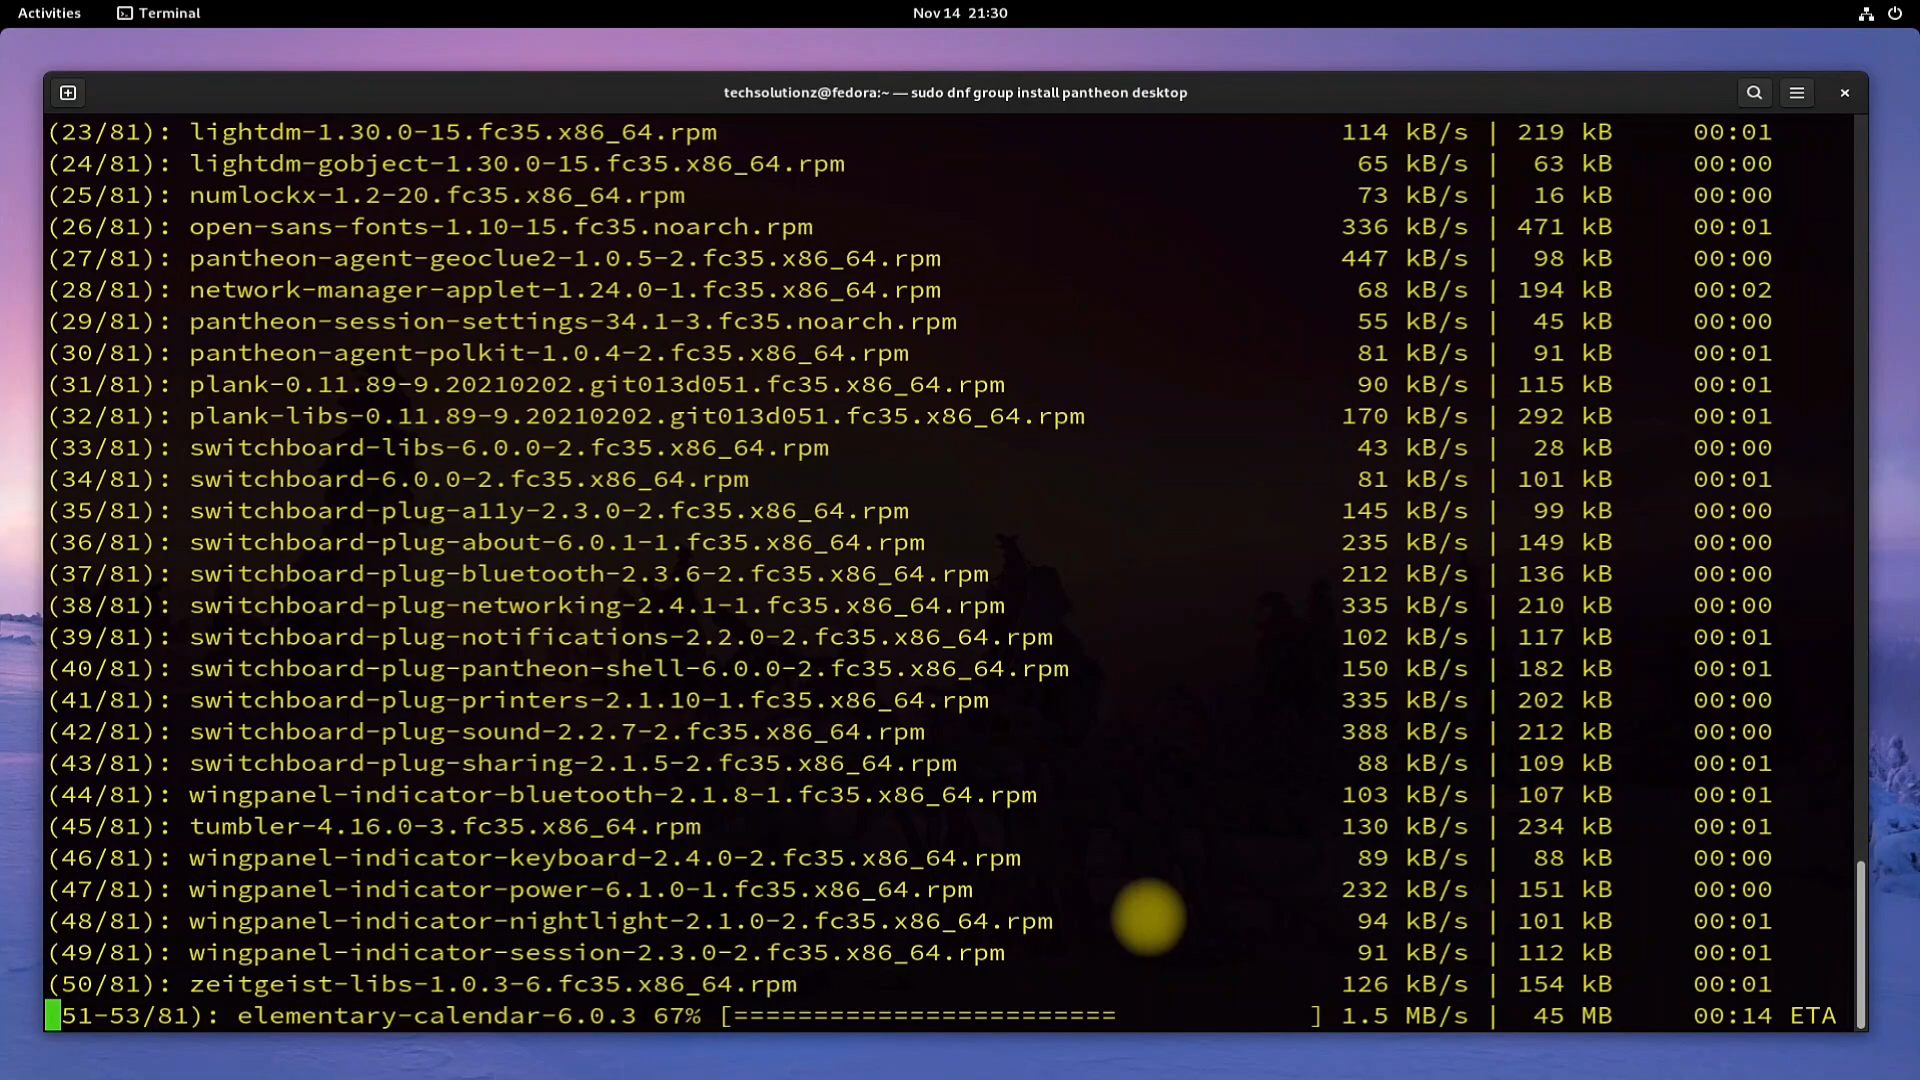 Activities Terminal Nov 14 21:30
techsolutionz@fedora:~ — sudo dnf group install pantheon desktop
(23/81): lightdm-1.30.0-15.fc35.x86_64.rpm 114 kB/s | 219 kB 00:01
(24/81): lightdm-gobject-1.30.0-15.fc35.x86_64.rpm 65 kB/s | 63 kB 00:00
(25/81): numlockx-1.2-20.fc35.x86_64.rpm 73 kB/s | 16 kB 00:00
(26/81): open-sans-fonts-1.10-15.fc35.noarch.rpm 336 kB/s | 471 kB 00:01
(27/81): pantheon-agent-geoclue2-1.0.5-2.fc35.x86_64.rpm 447 kB/s | 98 kB 00:00
(28/81): network-manager-applet-1.24.0-1.fc35.x86_64.rpm 68 kB/s | 194 kB 00:02
(29/81): pantheon-session-settings-34.1-3.fc35.noarch.rpm 55 kB/s | 45 kB 00:00
(30/81): pantheon-agent-polkit-1.0.4-2.fc35.x86_64.rpm 81 kB/s | 91 kB 00:01
(31/81): plank-0.11.89-9.20210202.git013d051.fc35.x86_64.rpm 90 kB/s | 115 kB 00:01
(32/81): plank-libs-0.11.89-9.20210202.git013d051.fc35.x86_64.rpm 170 kB/s | 292 kB 00:01
(33/81): switchboard-libs-6.0.0-2.fc35.x86_64.rpm 43 kB/s | 28 kB 00:00
(34/81): switchboard-6.0.0-2.fc35.x86_64.rpm 81 kB/s | 101 kB 00:01
(35/81): switchboard-plug-a11y-2.3.0-2.fc35.x86_64.rpm 145 kB/s | 99 kB 00:00
(36/81): switchboard-plug-about-6.0.1-1.fc35.x86_64.rpm 235 kB/s | 149 kB 00:00
(37/81): switchboard-plug-bluetooth-2.3.6-2.fc35.x86_64.rpm 212 kB/s | 136 kB 00:00
(38/81): switchboard-plug-networking-2.4.1-1.fc35.x86_64.rpm 335 kB/s | 210 kB 00:00
(39/81): switchboard-plug-notifications-2.2.0-2.fc35.x86_64.rpm 102 kB/s | 117 kB 00:01
(40/81): switchboard-plug-pantheon-shell-6.0.0-2.fc35.x86_64.rpm 150 kB/s | 182 kB 00:01
(41/81): switchboard-plug-printers-2.1.10-1.fc35.x86_64.rpm 335 kB/s | 202 kB 00:00
(42/81): switchboard-plug-sound-2.2.7-2.fc35.x86_64.rpm 388 kB/s | 212 kB 00:00
(43/81): switchboard-plug-sharing-2.1.5-2.fc35.x86_64.rpm 88 kB/s | 109 kB 00:01
(44/81): wingpanel-indicator-bluetooth-2.1.8-1.fc35.x86_64.rpm 103 kB/s | 107 kB 00:01
(45/81): tumbler-4.16.0-3.fc35.x86_64.rpm 130 kB/s | 234 kB 00:01
(46/81): wingpanel-indicator-keyboard-2.4.0-2.fc35.x86_64.rpm 89 kB/s | 88 kB 00:00
(47/81): wingpanel-indicator-power-6.1.0-1.fc35.x86_64.rpm 232 kB/s | 151 kB 00:00
(48/81): wingpanel-indicator-nightlight-2.1.0-2.fc35.x86_64.rpm 94 kB/s | 101 kB 00:01
(49/81): wingpanel-indicator-session-2.3.0-2.fc35.x86_64.rpm 91 kB/s | 112 kB 00:01
(50/81): zeitgeist-libs-1.0.3-6.fc35.x86_64.rpm 126 kB/s | 154 kB 00:01
51-53/81): elementary-calendar-6.0.3 67% [======================== ] 1.5 MB/s | 45 MB 00:14 ETA